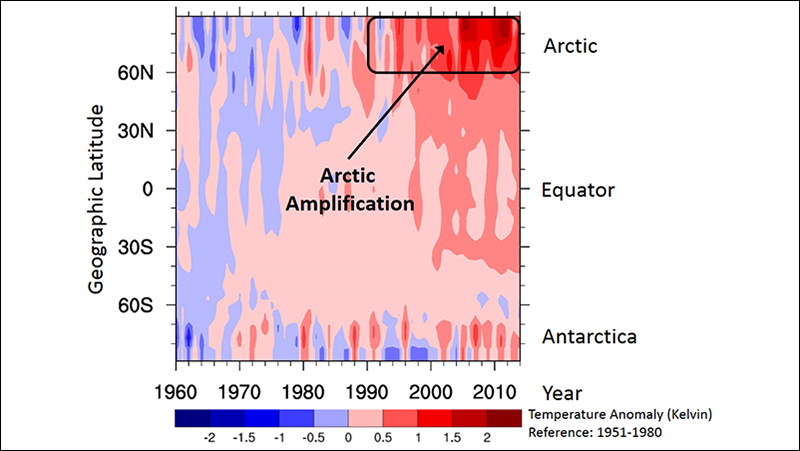 Arctic
60N
30N
0
30S
60S
Geographic Latitude
Arctic
Amplification
Equator
Antarctica
1960 1970 1980 1990 2000 2010 Year
-2 -1.5 -1 -0.5 0 0.5 1 1.5 2
Temperature Anomaly (Kelvin)
Reference: 1951-1980